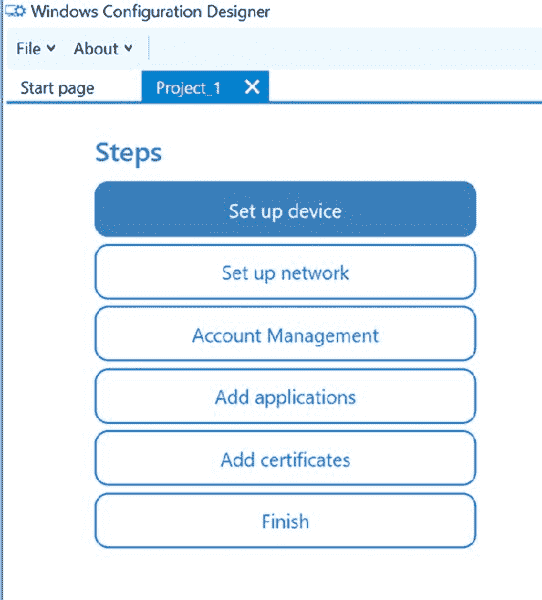 Windows Configuration Designer
File About
Start page Project_1
Steps
Set up device
Set up network
Account Management
Add applications
Add certificates
Finish